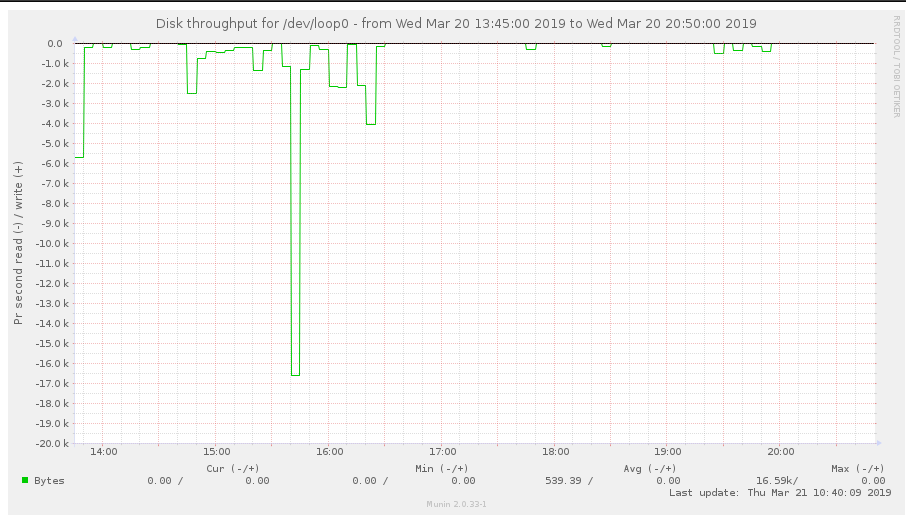 Disk throughput for /dev/loop0 - from Wed Mar 20 13:45:00 2019 to Wed Mar 20 20:50:00 2019
RRDTOOL / TOBI OETIKER
Pr second read (-) / write (+)
0.0
-1.0 k
-2.0 k
-3.0 k
-4.0 k
-5.0 k
-6.0 k
-7.0 k
-8.0 k
-9.0 k
-10.0 k
-11.0 k
-12.0 k
-13.0 k
-14.0 k
-15.0 k
-16.0 k
-17.0 k
-18.0 k
-19.0 k
-20.0 k
14:00 15:00 16:00 17:00 18:00 19:00 20:00
Cur (-/+) Min (-/+) Avg (-/+) Max (-/+)
Bytes 0.00 / 0.00 0.00 / 0.00 539.39 / 0.00 16.59k/ 0.00
Last update: Thu Mar 21 10:40:09 2019
Munin 2.0.33-1